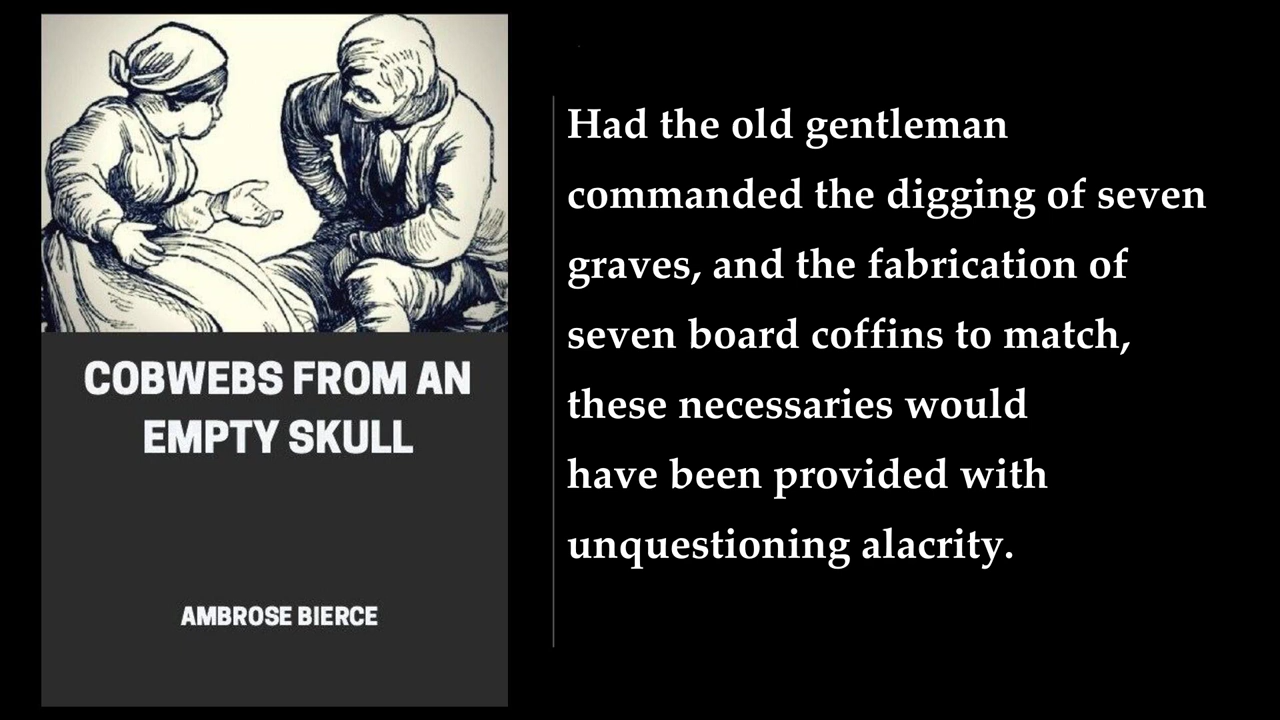 COBWEBS FROM AN
EMPTY SKULL
AMBROSE BIERCE
Had the old gentleman
commanded the digging of seven
graves, and the fabrication of
seven board coffins to match,
these necessaries would
have been provided with
unquestioning alacrity.